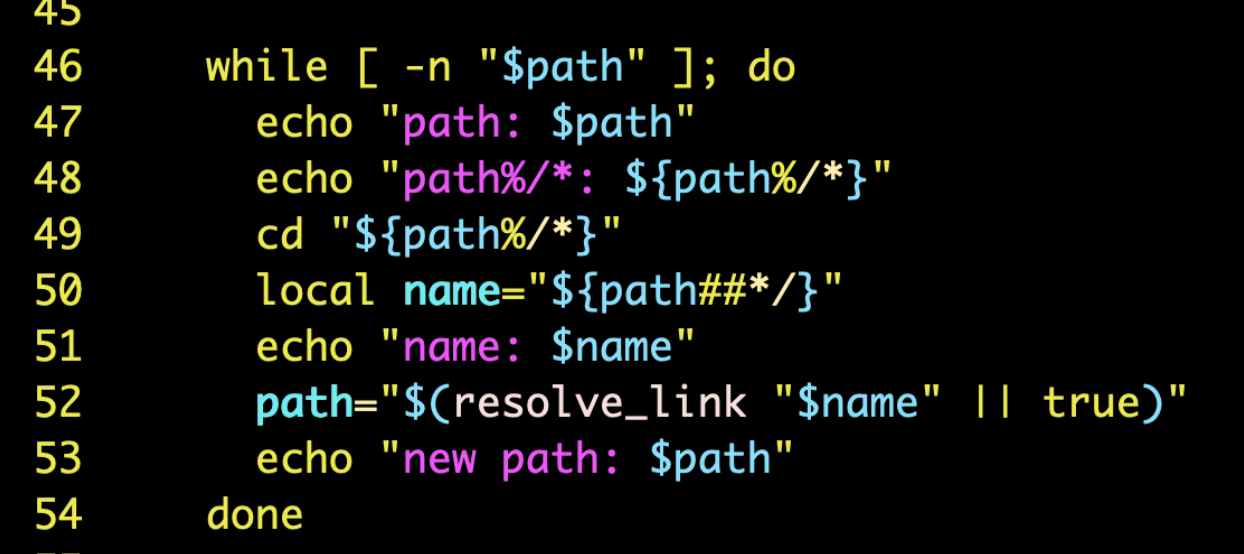 45
46 while [ -n "$path" ]; do
47 echo "path: $path"
48 echo "path%/*: ${path%/*}"
49 cd "${path%/*}"
50 local name="${path##*/}"
51 echo "name: $name"
52 path="$(resolve_link "$name" || true)"
53 echo "new path: $path"
54 done